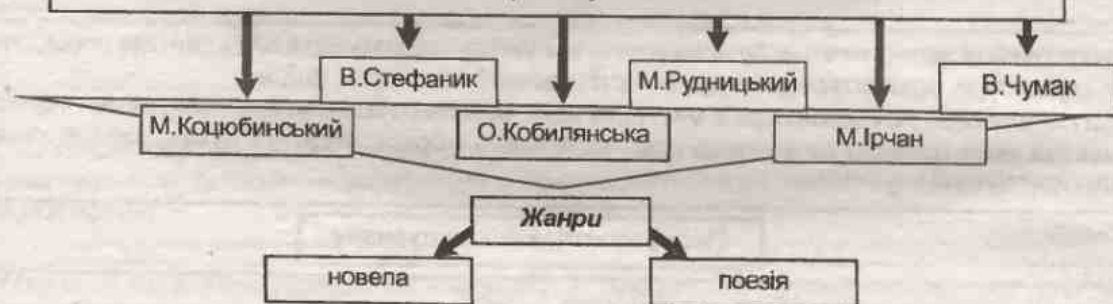 В.Стефаник
М.Рудницький
В.Чумак
М.Коцюбинський
О.Кобилянська
М.Ірчан
Жанри
новела
поезія